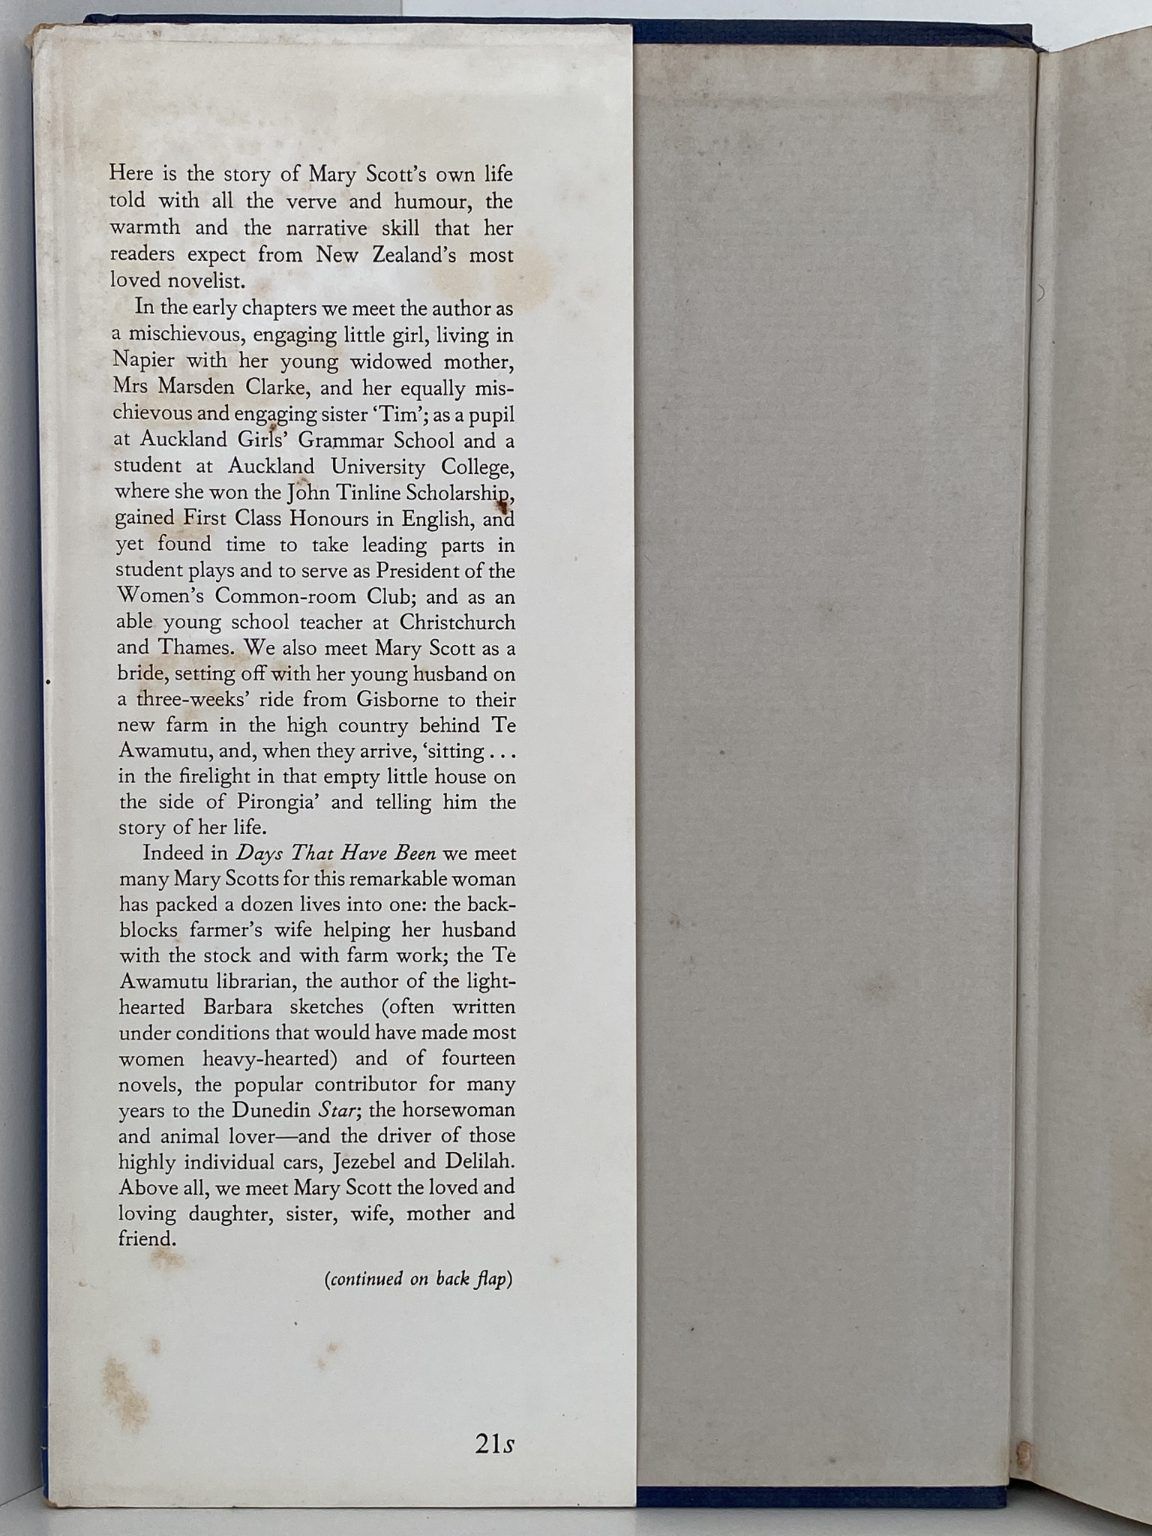 Here is the story of Mary Scott's own life
told with all the verve and humour, the
warmth and the narrative skill that her
readers expect from New Zealand's most
loved novelist.
In the early chapters we meet the author as
a mischievous, engaging little girl, living in
Napier with her young widowed mother,
Mrs Marsden Clarke, and her equally mis-
chievous and engaging sister ‘Tim’; as a pupil
at Auckland Girls’ Grammar School and a
student at Auckland University College,
where she won the John Tinline Scholarship,
gained First Class Honours in English, and
yet found time to take leading parts in
student plays and to serve as President of the
Women's Common-room Club; and as an
able young school teacher at Christchurch
and Thames. We also meet Mary Scott as a
bride, setting off with her young husband on
a three-weeks’ ride from Gisborne to their
new farm in the high country behind Te
Awamutu, and, when they arrive, ‘sitting . . .
in the firelight in that empty little house on
the side of Pirongia’ and telling him the
story of her life.
Indeed in Days That Have Been we meet
many Mary Scotts for this remarkable woman
has packed a dozen lives into one: the back-
blocks farmer's wife helping her husband
with the stock and with farm work; the Te
Awamutu librarian, the author of the light-
hearted Barbara sketches (often written
under conditions that would have made most
women heavy-hearted) and of fourteen
novels, the popular contributor for many
years to the Dunedin Star; the horsewoman
and animal lover—and the driver of those
highly individual cars, Jezebel and Delilah.
Above all, we meet Mary Scott the loved and
loving daughter, sister, wife, mother and
friend.
(continued on back flap)
21s